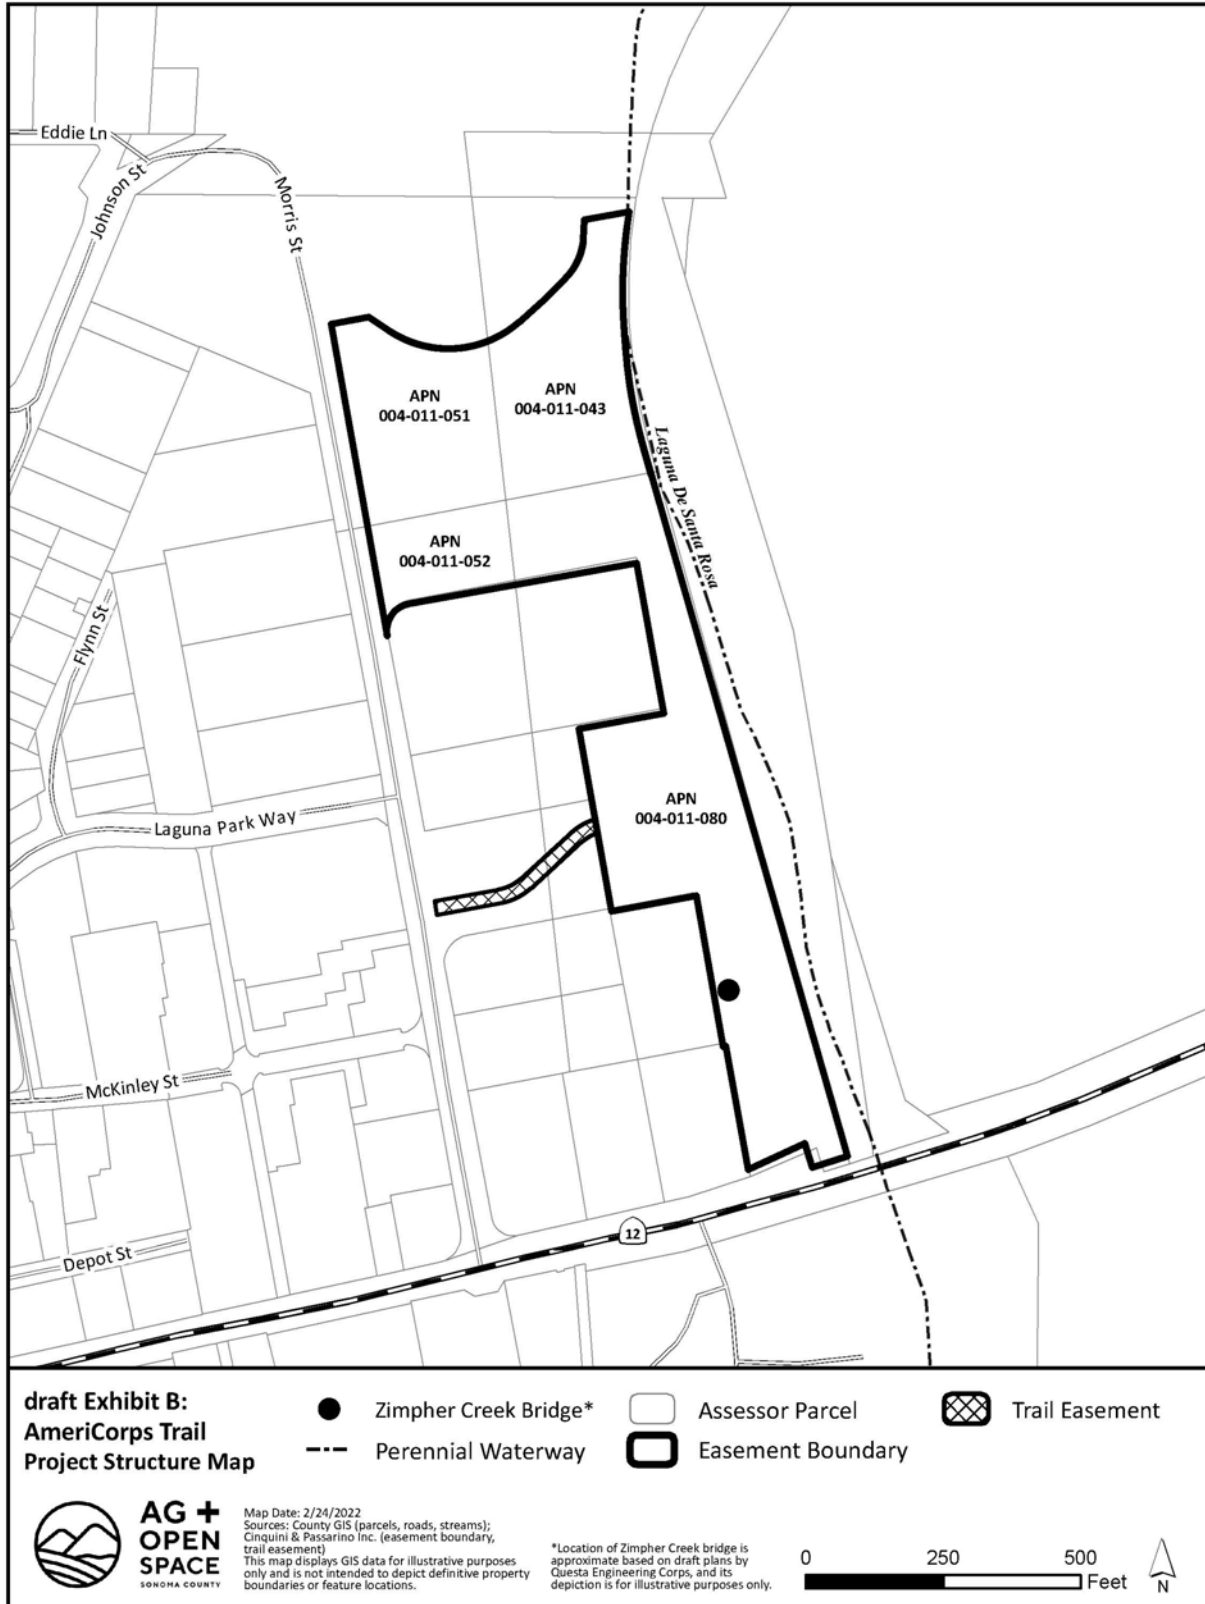 Eddie Ln
Johnson St
Morris St
APN
004-011-051
APN
004-011-043
Laguna De Santa Rosa
APN
004-011-052
Flynn St
APN
004-011-080
Laguna Park Way
McKinley St
12
Depot St
draft Exhibit B:
AmeriCorps Trail
Project Structure Map
Zimpher Creek Bridge*
Perennial Waterway
Assessor Parcel
Easement Boundary
Trail Easement
AG +
OPEN
SPACE
SONOMA COUNTY
Map Date: 2/24/2022
Sources: County GIS (parcels, roads, streams);
Cinquini & Passarino Inc. (easement boundary,
trail easement)
This map displays GIS data for illustrative purposes
only and is not intended to depict definitive property
boundaries or feature locations.
*Location of Zimpher Creek bridge is
approximate based on draft plans by
Questa Engineering Corps, and its
depiction is for illustrative purposes only.
0 250 500
Feet
N